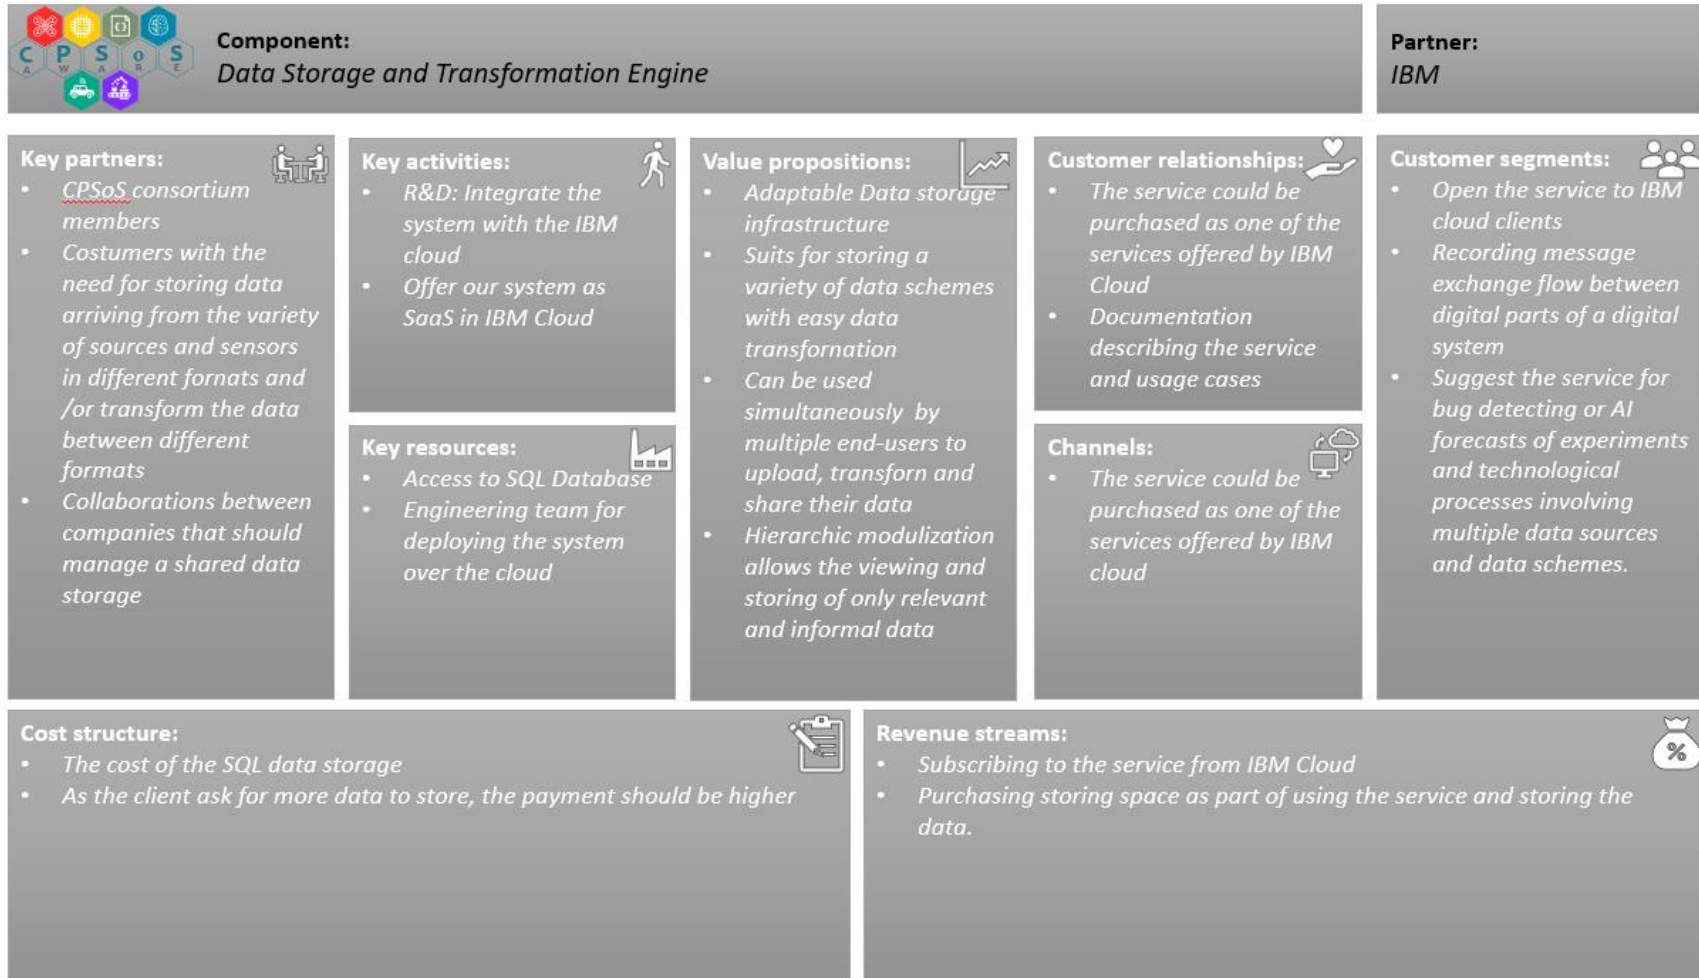 C P S o S
A W A R E
Component:
Data Storage and Transformation Engine
Partner:
IBM
Key partners:
• CPSoS consortium
members
• Costumers with the
need for storing data
arriving from the variety
of sources and sensors
in different fornats and
/or transform the data
between different
formats
• Collaborations between
companies that should
manage a shared data
storage
Key activities:
• R&D: Integrate the
system with the IBM
cloud
• Offer our system as
SaaS in IBM Cloud
Key resources:
• Access to SQL Database
• Engineering team for
deploying the system
over the cloud
Value propositions:
• Adaptable Data storage
infrastructure
• Suits for storing a
variety of data schemes
with easy data
transfornation
• Can be used
simultaneously by
multiple end-users to
upload, transforn and
share their data
• Hierarchic modulization
allows the viewing and
storing of only relevant
and informal data
Customer relationships:
• The service could be
purchased as one of the
services offered by IBM
Cloud
• Documentation
describing the service
and usage cases
Channels:
• The service could be
purchased as one of the
services offered by IBM
cloud
Customer segments:
• Open the service to IBM
cloud clients
• Recording message
exchange flow between
digital parts of a digital
system
• Suggest the service for
bug detecting or AI
forecasts of experiments
and technological
processes involving
multiple data sources
and data schemes.
Cost structure:
• The cost of the SQL data storage
• As the client ask for more data to store, the payment should be higher
Revenue streams:
• Subscribing to the service from IBM Cloud
• Purchasing storing space as part of using the service and storing the
data.
%